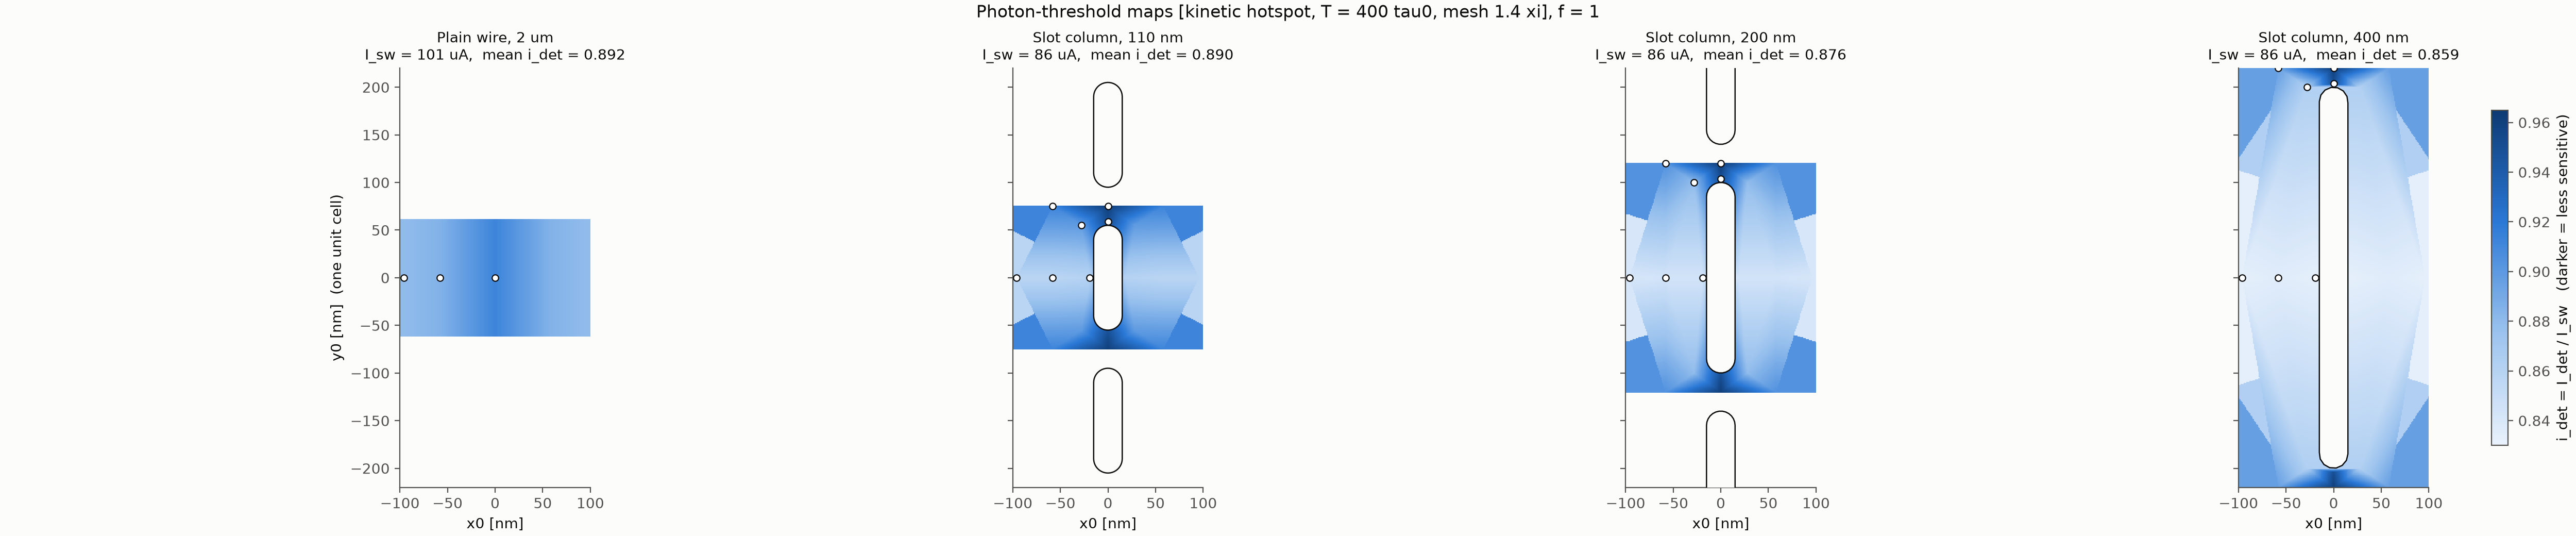 Photon-threshold maps [kinetic hotspot, T = 400 tau0, mesh 1.4 xi], f = 1
Plain wire, 2 um
I_sw = 101 uA,  mean i_det = 0.892
Slot column, 110 nm
I_sw = 86 uA,  mean i_det = 0.890
Slot column, 200 nm
I_sw = 86 uA,  mean i_det = 0.876
Slot column, 400 nm
I_sw = 86 uA,  mean i_det = 0.859
y0 [nm]  (one unit cell)
200
150
100
50
0
−50
−100
−150
−200
−100 −50 0 50 100
x0 [nm]
−100 −50 0 50 100
x0 [nm]
−100 −50 0 50 100
x0 [nm]
−100 −50 0 50 100
x0 [nm]
0.96
0.94
0.92
0.90
0.88
0.86
0.84
i_det = I_det / I_sw   (darker = less sensitive)